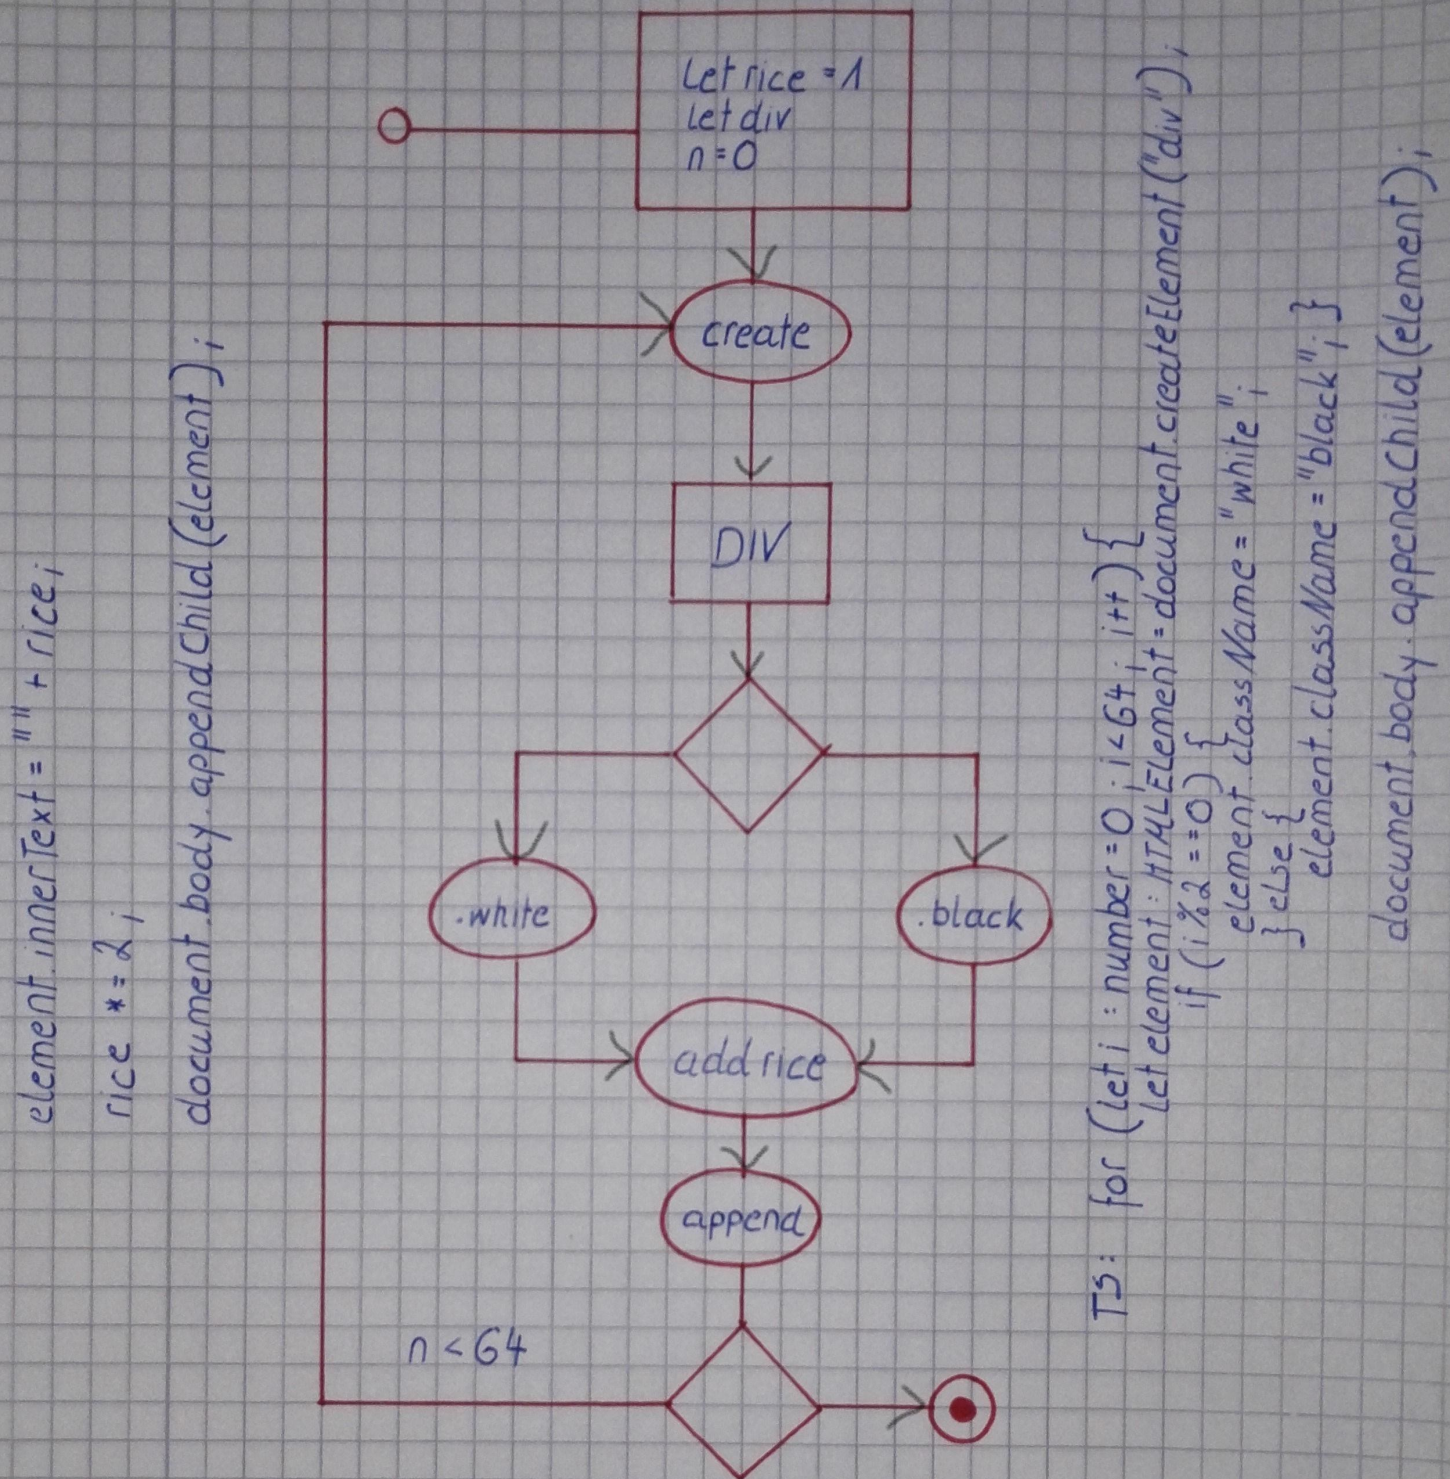 Let rice = 1
Let div
n=0
create
DIV
.white
.black
add rice
append
n < 64
TS: for (let i : number = 0 ; i < 64 ; i++) {
let element : HTMLElement = document.createElement("div");
if (i % 2 == 0) {
element.className = "white";
} else {
element.className = "black"; }
document.body.appendChild(element);
element.innerText = "" + rice;
rice *= 2;
document.body.appendChild(element);